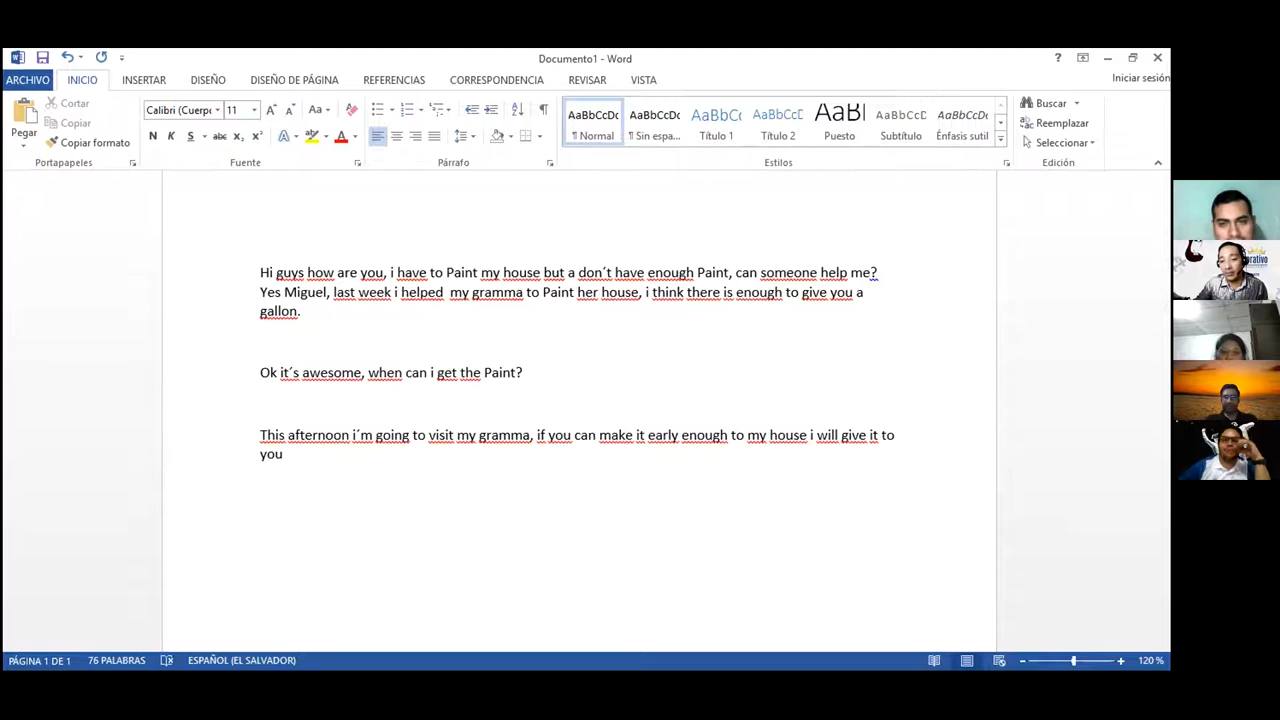 Documento1 - Word
Iniciar sesión
ARCHIVO INICIO INSERTAR DISEÑO DISEÑO DE PÁGINA REFERENCIAS CORRESPONDENCIA REVISAR VISTA
Pegar
Cortar
Copiar
Copiar formato
Portapapeles
Calibri (Cuerp 11
N K S abc x₂ x²
Fuente
Párrafo
AaBbCcDc AaBbCcDc AaBbCc AaBbCcD AaBl AaBbCcD AaBbCcDc
¶ Normal ¶ Sin espa... Título 1 Título 2 Puesto Subtítulo Énfasis sutil
Estilos
Buscar
Reemplazar
Seleccionar
Edición
Hi guys how are you, i have to Paint my house but a don´t have enough Paint, can someone help me?
Yes Miguel, last week i helped  my gramma to Paint her house, i think there is enough to give you a
gallon.
Ok it´s awesome, when can i get the Paint?
This afternoon i´m going to visit my gramma, if you can make it early enough to my house i will give it to
you
PÁGINA 1 DE 1 76 PALABRAS ESPAÑOL (EL SALVADOR) 120 %